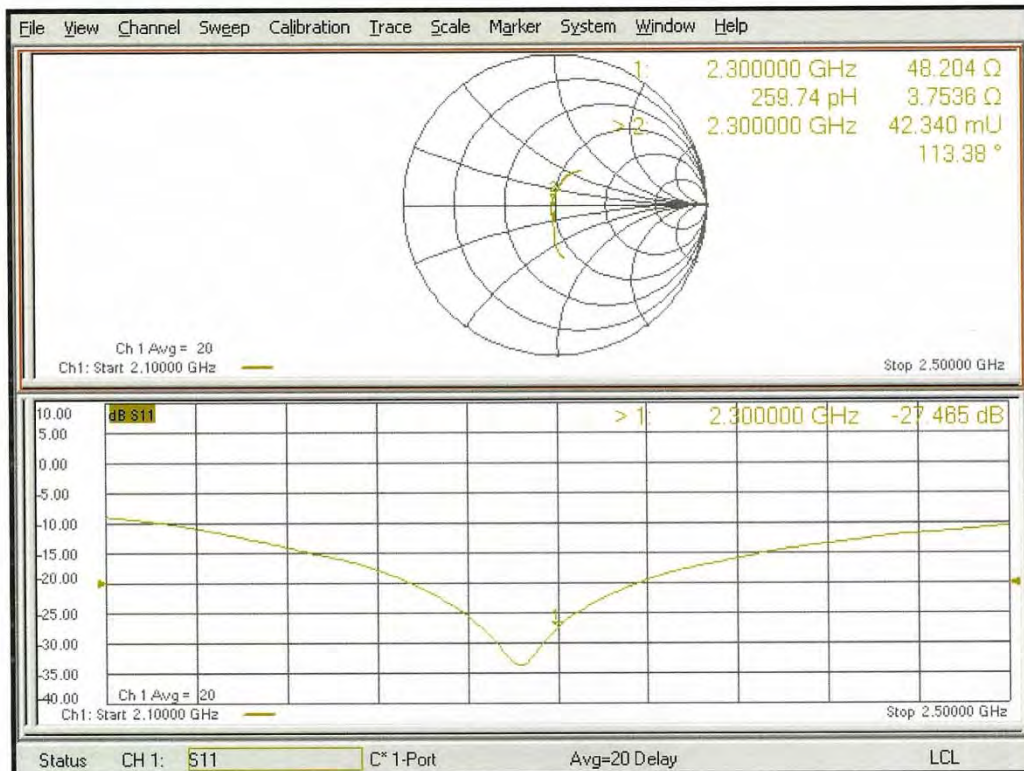 File View Channel Sweep Calibration Trace Scale Marker System Window Help
1: 2.300000 GHz 48.204 Ω
259.74 pH 3.7536 Ω
> 2: 2.300000 GHz 42.340 mU
113.38 °
Ch 1 Avg = 20
Ch1: Start 2.10000 GHz
Stop 2.50000 GHz
10.00
dB S11
> 1: 2.300000 GHz -27.465 dB
5.00
0.00
-5.00
-10.00
-15.00
-20.00
-25.00
1
-30.00
-35.00
-40.00
Ch 1 Avg = 20
Ch1: Start 2.10000 GHz
Stop 2.50000 GHz
Status CH 1: S11 C* 1-Port Avg=20 Delay LCL